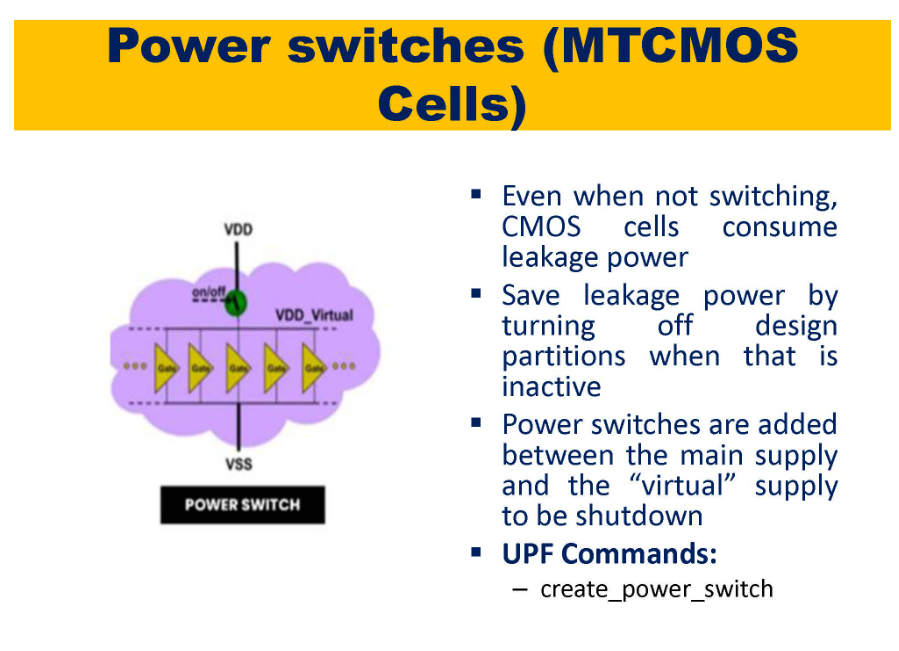 Power switches (MTCMOS
Cells)
VDD
on/off
VDD_Virtual
Gate Gate Gate Gate Gate
VSS
POWER SWITCH
▪ Even when not switching,
CMOS cells consume
leakage power
▪ Save leakage power by
turning off design
partitions when that is
inactive
▪ Power switches are added
between the main supply
and the “virtual” supply
to be shutdown
▪ UPF Commands:
– create_power_switch